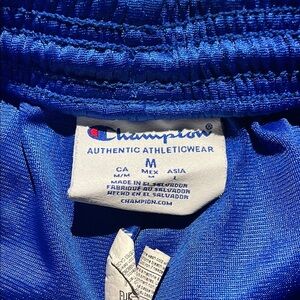 Champion
AUTHENTIC ATHLETICWEAR
M
CA MEX ASIA
M/M M L
MADE IN EL SALVADOR
FABRIQUÉ AU SALVADOR
HECHO EN EL SALVADOR
CHAMPION.COM